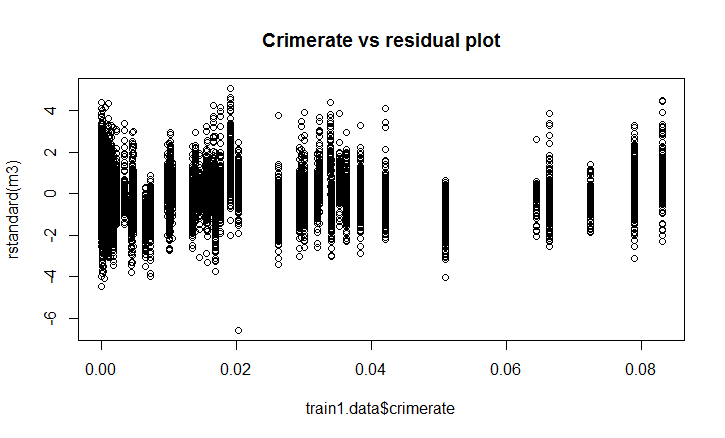 Crimerate vs residual plot
rstandard(m3)
4
2
0
-2
-4
-6
0.00 0.02 0.04 0.06 0.08
train1.data$crimerate